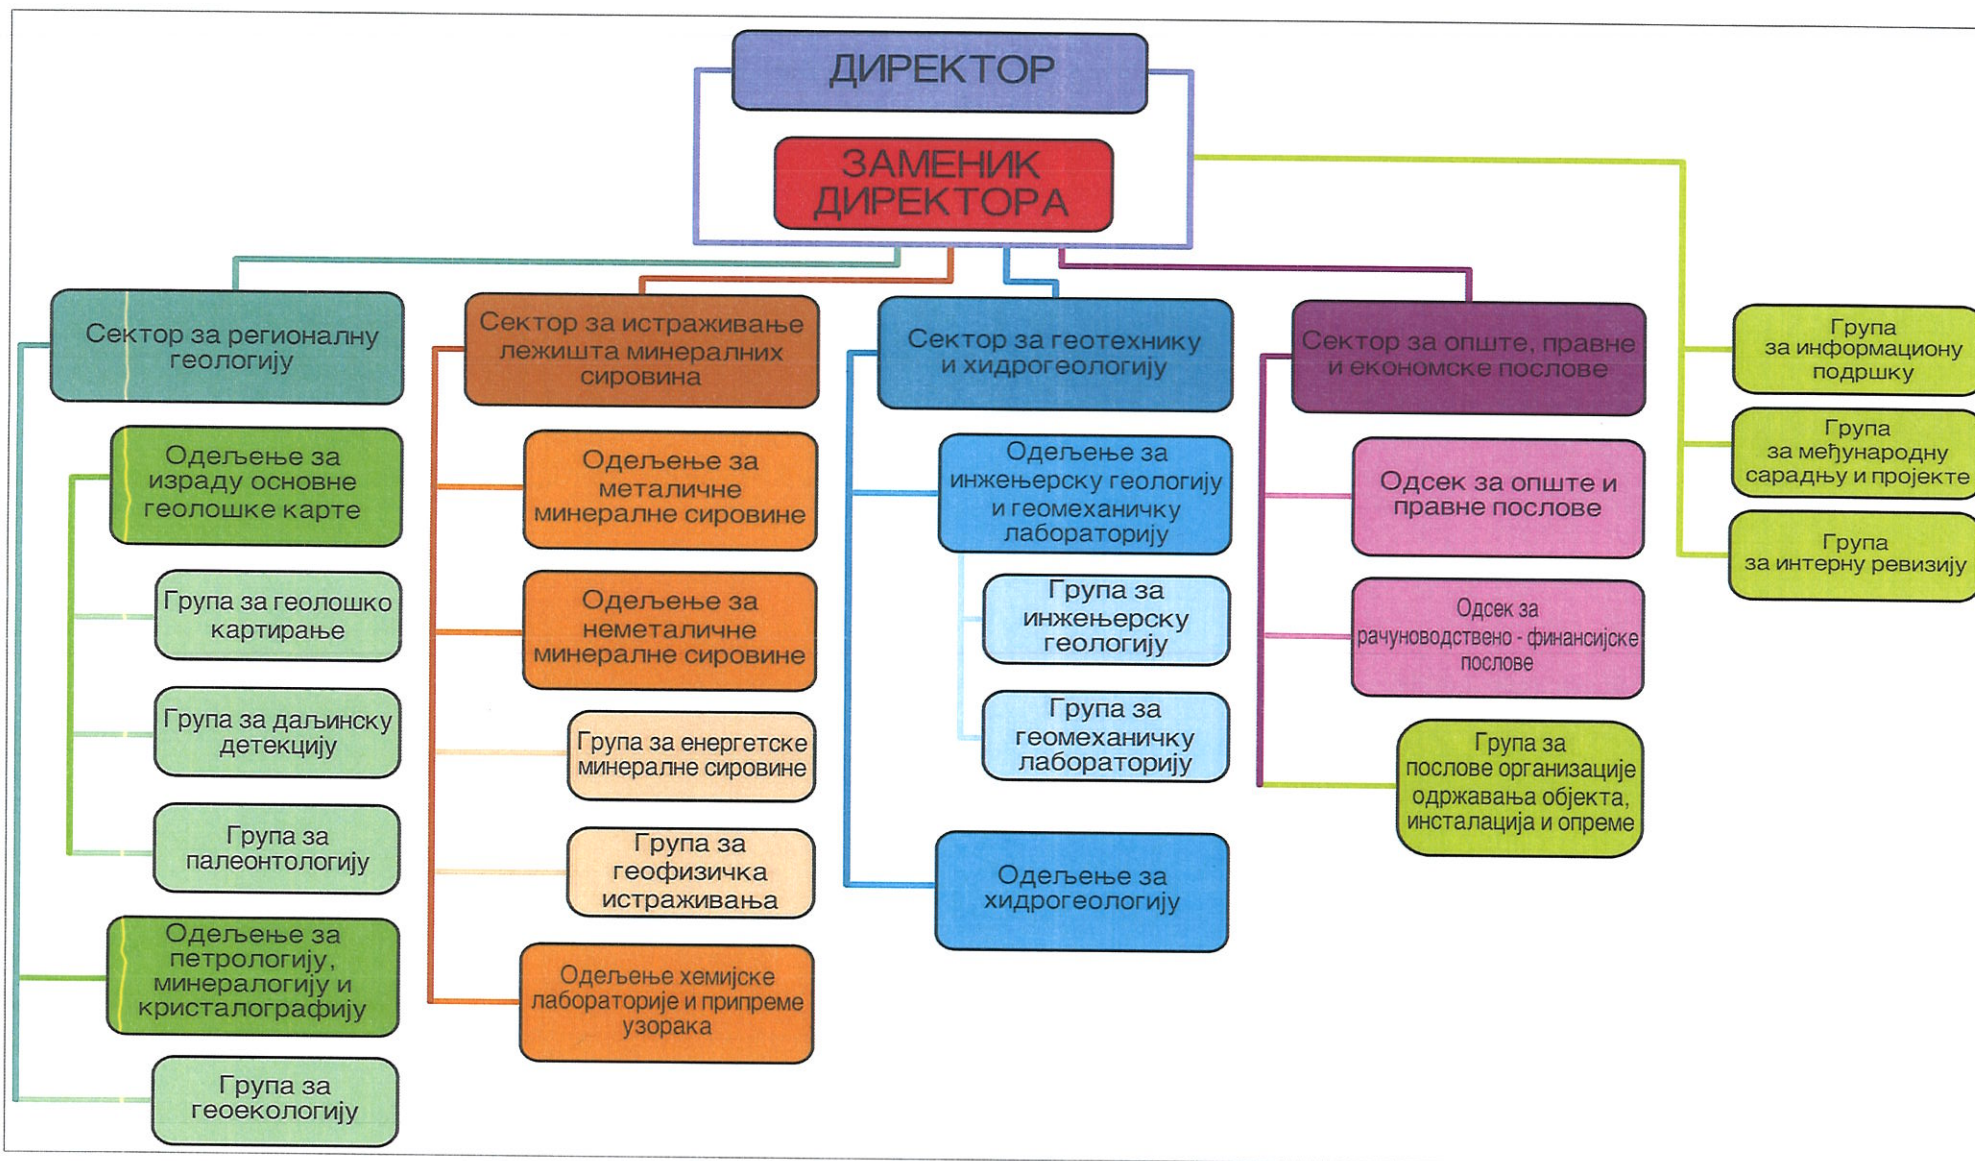 ДИРЕКТОР
ЗАМЕНИК
ДИРЕКТОРА
Сектор за регионалну
геологију
Одељење за
израду основне
геолошке карте
Група за геолошко
картирање
Група за даљинску
детекцију
Група за
палеонтологију
Одељење за
петрологију,
минералогију и
кристалографију
Група за
геоекологију
Сектор за истраживање
лежишта минералних
сировина
Одељење за
металичне
минералне сировине
Одељење за
неметаличне
минералне сировине
Група за енергетске
минералне сировине
Група за
геофизичка
истраживања
Одељење хемијске
лабораторије и припреме
узорака
Сектор за геотехнику
и хидрогеологију
Одељење за
инжењерску геологију
и геомеханичку
лабораторију
Група за
инжењерску
геологију
Група за
геомеханичку
лабораторију
Одељење за
хидрогеологију
Сектор за опште, правне
и економске послове
Одсек за опште и
правне послове
Одсек за
рачуноводствено - финансијске
послове
Група за
послове организације
одржавања објекта,
инсталација и опреме
Група
за информациону
подршку
Група
за међународну
сарадњу и пројекте
Група
за интерну ревизију